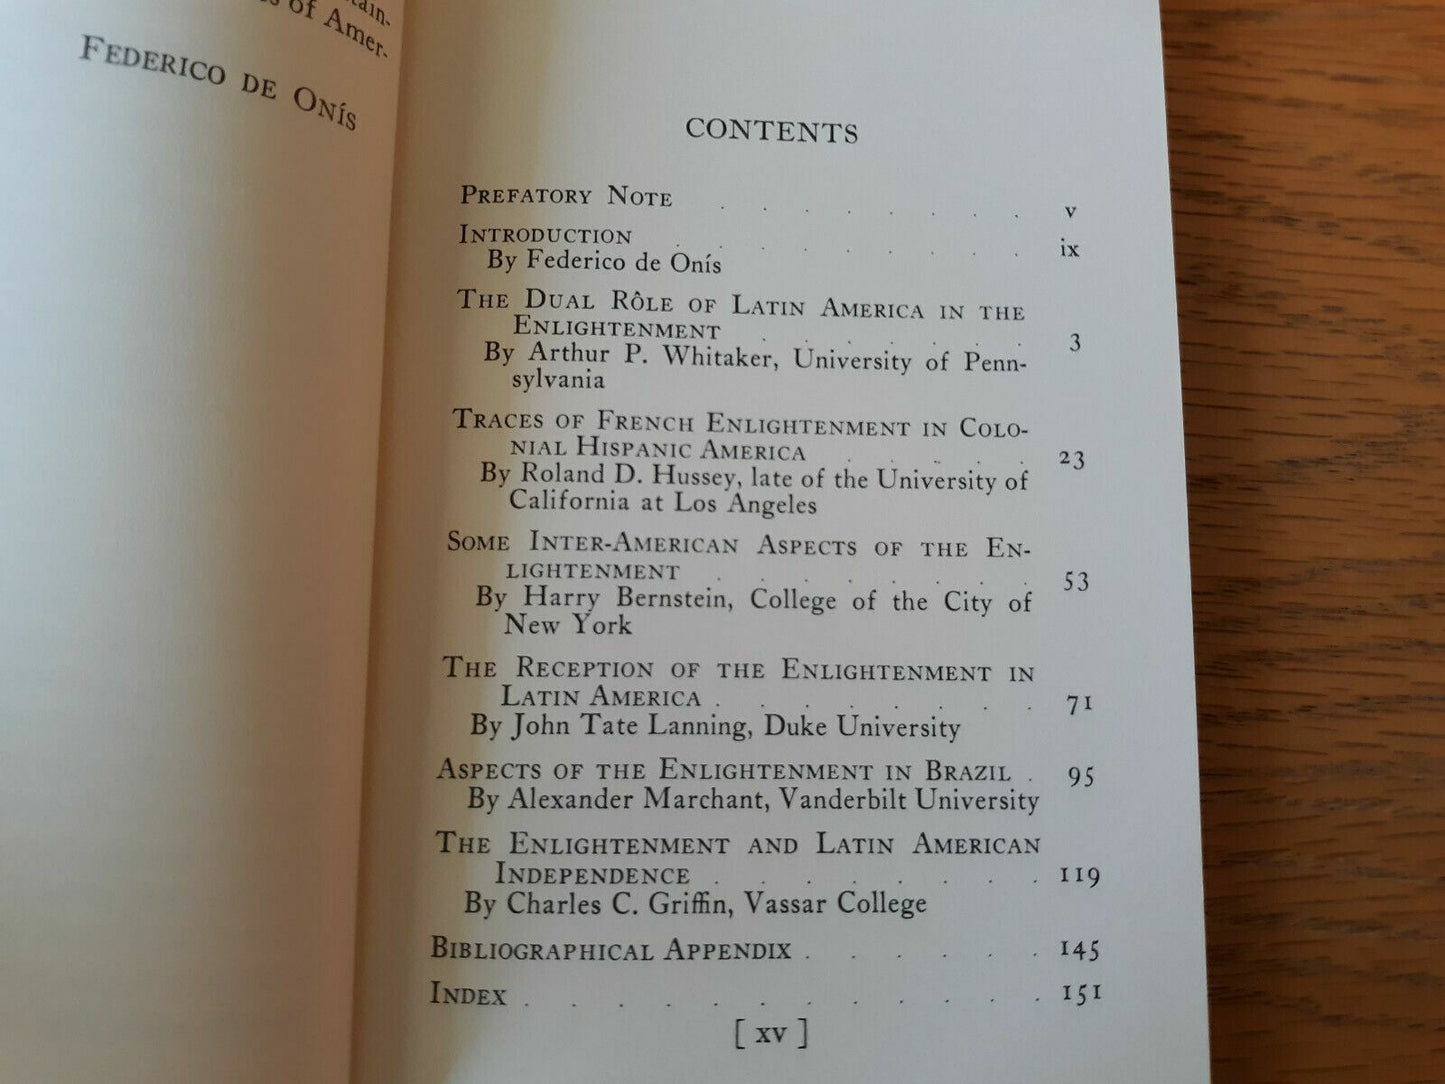 of Amer-
Federico de Onís
CONTENTS
Prefatory Note . . . . . . . . v
Introduction . . . . . . . . . ix
By Federico de Onís
The Dual Rôle of Latin America in the
Enlightenment . . . . . . . 3
By Arthur P. Whitaker, University of Penn-
sylvania
Traces of French Enlightenment in Colo-
nial Hispanic America . . . . . 23
By Roland D. Hussey, late of the University of
California at Los Angeles
Some Inter-American Aspects of the En-
lightenment . . . . . . . . 53
By Harry Bernstein, College of the City of
New York
The Reception of the Enlightenment in
Latin America . . . . . . . . 71
By John Tate Lanning, Duke University
Aspects of the Enlightenment in Brazil . 95
By Alexander Marchant, Vanderbilt University
The Enlightenment and Latin American
Independence . . . . . . . . 119
By Charles C. Griffin, Vassar College
Bibliographical Appendix . . . . . . 145
Index . . . . . . . . . . . . 151
[ xv ]